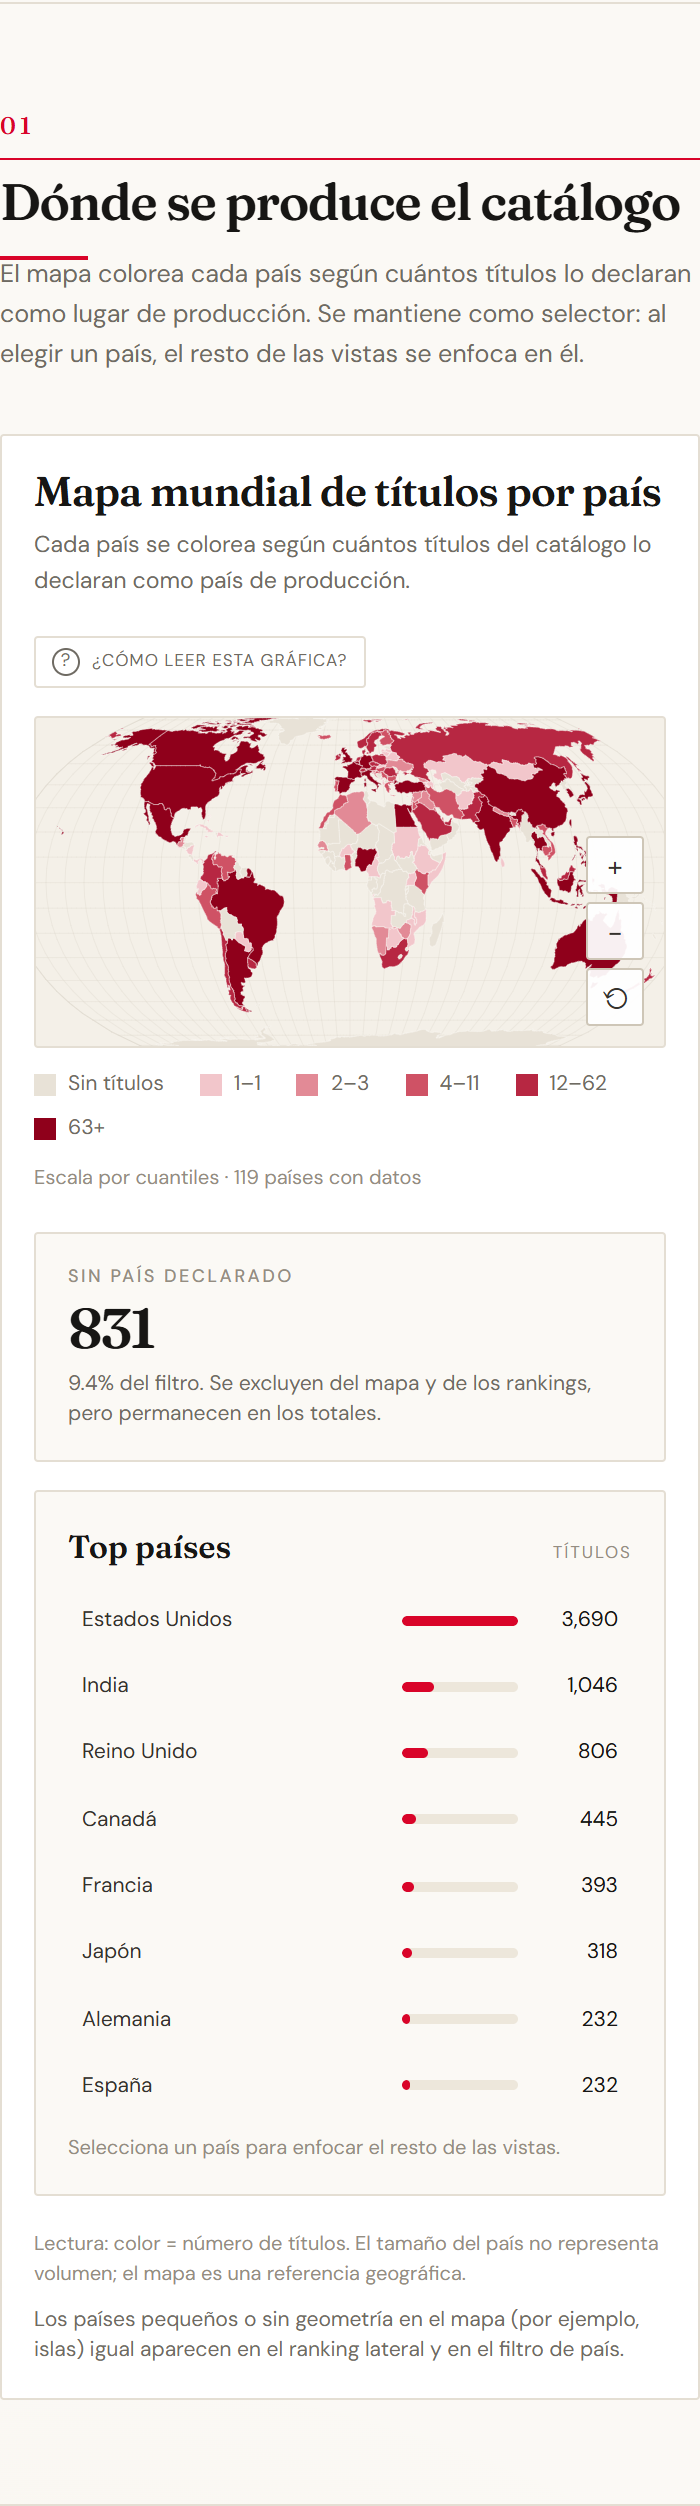 01
Dónde se produce el catálogo
El mapa colorea cada país según cuántos títulos lo declaran
como lugar de producción. Se mantiene como selector: al
elegir un país, el resto de las vistas se enfoca en él.
Mapa mundial de títulos por país
Cada país se colorea según cuántos títulos del catálogo lo
declaran como país de producción.
? ¿CÓMO LEER ESTA GRÁFICA?
+
−
Sin títulos 1–1 2–3 4–11 12–62
63+
Escala por cuantiles · 119 países con datos
SIN PAÍS DECLARADO
831
9.4% del filtro. Se excluyen del mapa y de los rankings,
pero permanecen en los totales.
Top países TÍTULOS
Estados Unidos 3,690
India 1,046
Reino Unido 806
Canadá 445
Francia 393
Japón 318
Alemania 232
España 232
Selecciona un país para enfocar el resto de las vistas.
Lectura: color = número de títulos. El tamaño del país no representa
volumen; el mapa es una referencia geográfica.
Los países pequeños o sin geometría en el mapa (por ejemplo,
islas) igual aparecen en el ranking lateral y en el filtro de país.